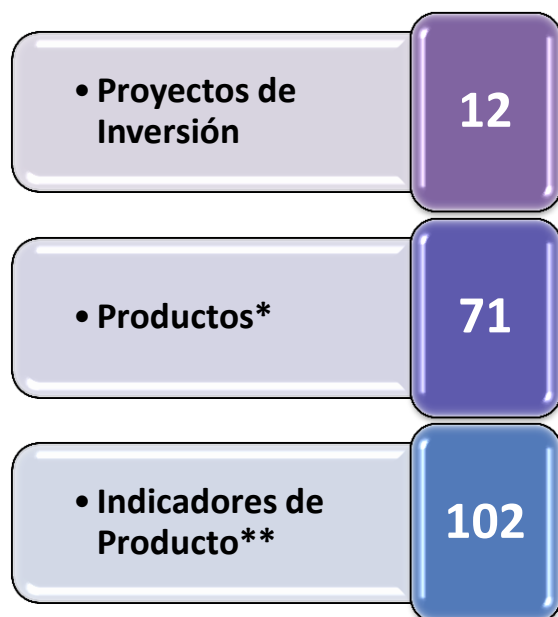 • Proyectos de
Inversión
12
• Productos*
71
• Indicadores de
Producto**
102